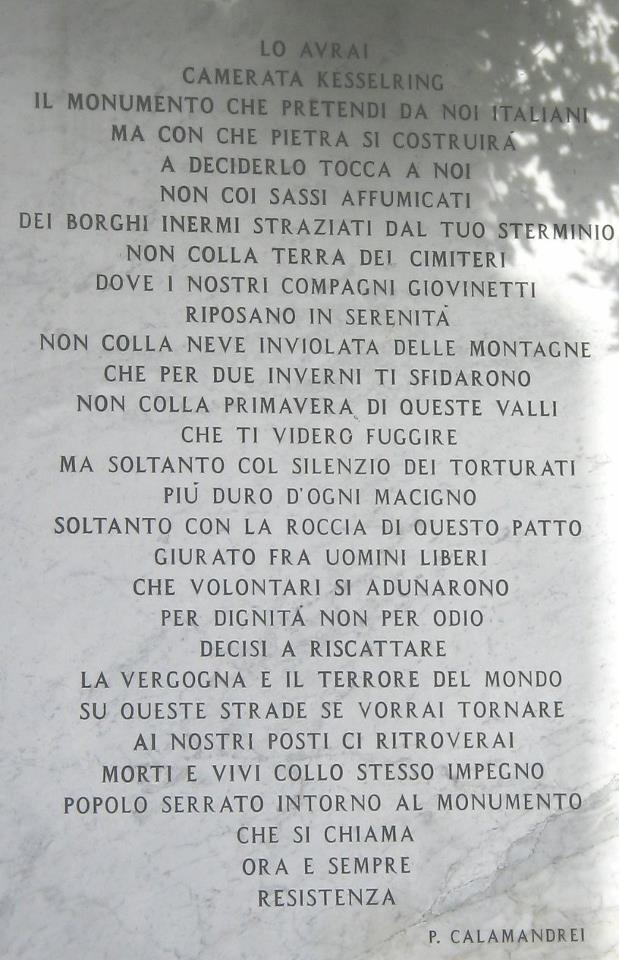 LO AVRAI
CAMERATA KESSELRING
IL MONUMENTO CHE PRETENDI DA NOI ITALIANI
MA CON CHE PIETRA SI COSTRUIRÁ
A DECIDERLO TOCCA A NOI
NON COI SASSI AFFUMICATI
DEI BORGHI INERMI STRAZIATI DAL TUO STERMINIO
NON COLLA TERRA DEI CIMITERI
DOVE I NOSTRI COMPAGNI GIOVINETTI
RIPOSANO IN SERENITÁ
NON COLLA NEVE INVIOLATA DELLE MONTAGNE
CHE PER DUE INVERNI TI SFIDARONO
NON COLLA PRIMAVERA DI QUESTE VALLI
CHE TI VIDERO FUGGIRE
MA SOLTANTO COL SILENZIO DEI TORTURATI
PIÚ DURO D'OGNI MACIGNO
SOLTANTO CON LA ROCCIA DI QUESTO PATTO
GIURATO FRA UOMINI LIBERI
CHE VOLONTARI SI ADUNARONO
PER DIGNITÁ NON PER ODIO
DECISI A RISCATTARE
LA VERGOGNA E IL TERRORE DEL MONDO
SU QUESTE STRADE SE VORRAI TORNARE
AI NOSTRI POSTI CI RITROVERAI
MORTI E VIVI COLLO STESSO IMPEGNO
POPOLO SERRATO INTORNO AL MONUMENTO
CHE SI CHIAMA
ORA E SEMPRE
RESISTENZA
P. CALAMANDREI